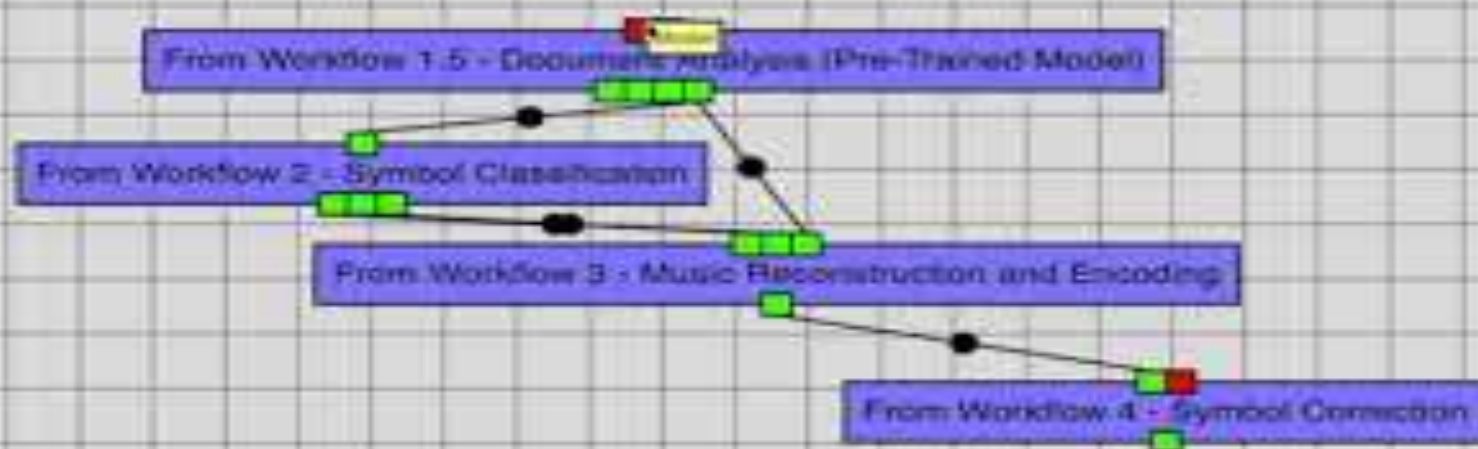 From Workflow 1.5 - Document Analysis (Pre-Trained Model)
From Workflow 2 - Symbol Classification
From Workflow 3 - Music Reconstruction and Encoding
From Workflow 4 - Symbol Correction